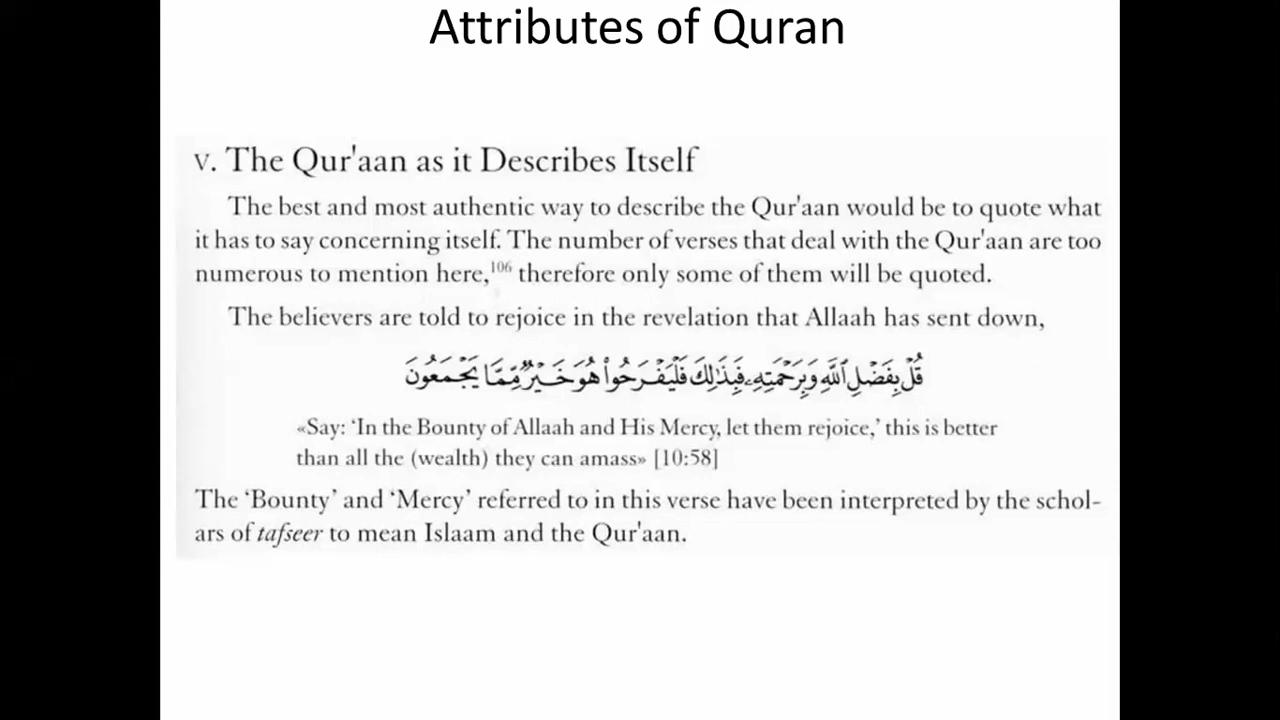 Attributes of Quran
v. The Qur'aan as it Describes Itself
The best and most authentic way to describe the Qur'aan would be to quote what
it has to say concerning itself. The number of verses that deal with the Qur'aan are too
numerous to mention here,106 therefore only some of them will be quoted.
The believers are told to rejoice in the revelation that Allaah has sent down,
قُلْ بِفَضْلِ ٱللَّهِ وَبِرَحْمَتِهِۦ فَبِذَٰلِكَ فَلْيَفْرَحُوا۟ هُوَ خَيْرٌ مِّمَّا يَجْمَعُونَ
«Say: 'In the Bounty of Allaah and His Mercy, let them rejoice,' this is better
than all the (wealth) they can amass» [10:58]
The 'Bounty' and 'Mercy' referred to in this verse have been interpreted by the schol-
ars of tafseer to mean Islaam and the Qur'aan.